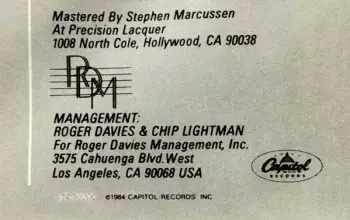 Mastered By Stephen Marcussen
At Precision Lacquer
1008 North Cole, Hollywood, CA 90038
RDM
MANAGEMENT:
ROGER DAVIES & CHIP LIGHTMAN
For Roger Davies Management, Inc.
3575 Cahuenga Blvd. West
Los Angeles, CA 90068 USA
Capitol
RECORDS
©1984 CAPITOL RECORDS INC